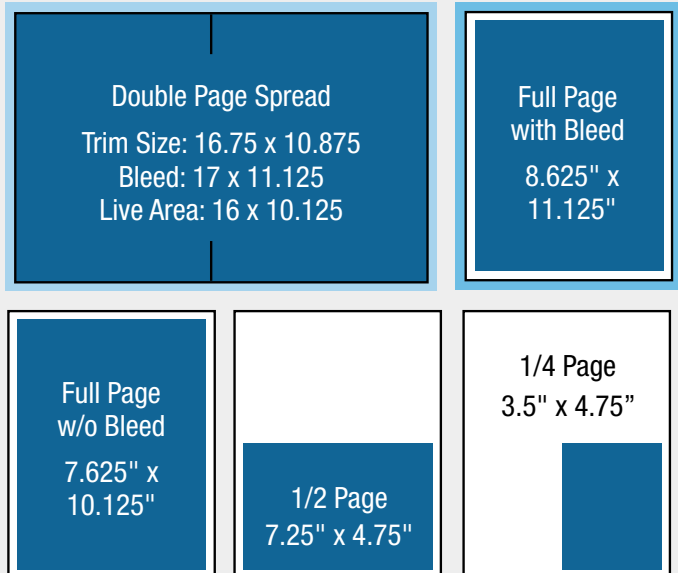 Double Page Spread
Trim Size: 16.75 x 10.875
Bleed: 17 x 11.125
Live Area: 16 x 10.125
Full Page
with Bleed
8.625" x
11.125"
Full Page
w/o Bleed
7.625" x
10.125"
1/2 Page
7.25" x 4.75"
1/4 Page
3.5" x 4.75”